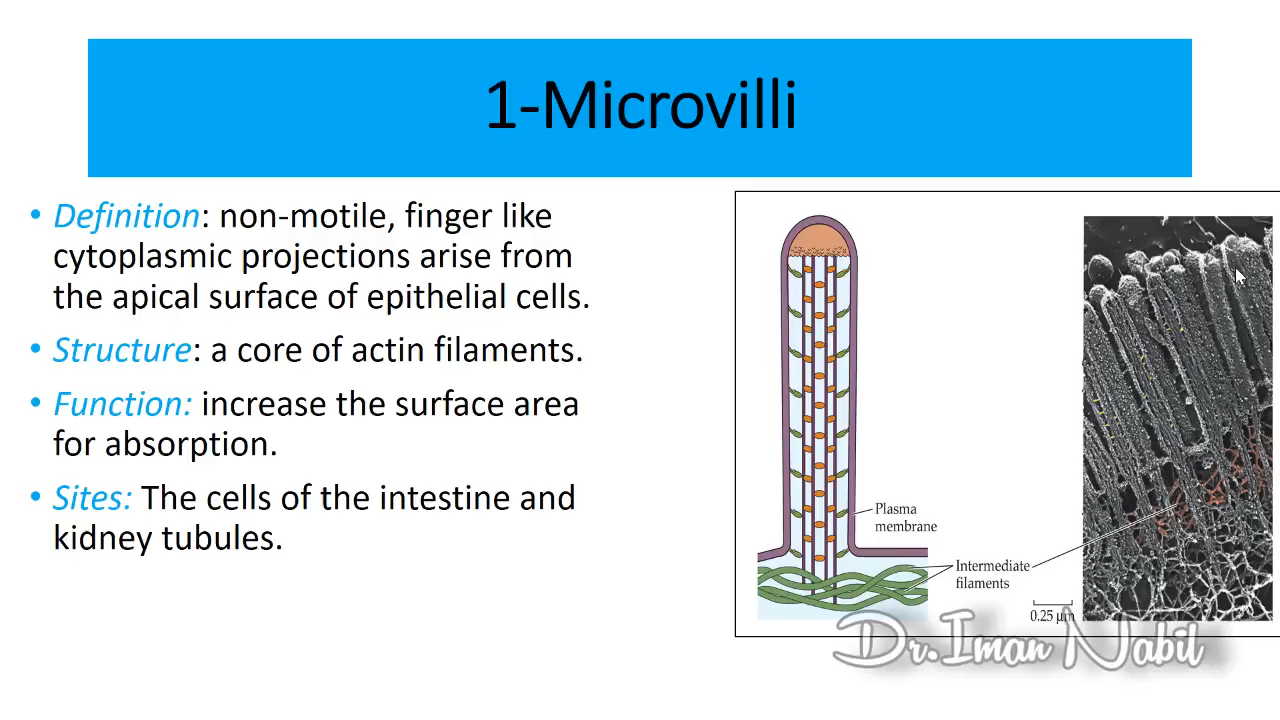 1-Microvilli
• Definition: non-motile, finger like
cytoplasmic projections arise from
the apical surface of epithelial cells.
• Structure: a core of actin filaments.
• Function: increase the surface area
for absorption.
• Sites: The cells of the intestine and
kidney tubules.
Plasma
membrane
Intermediate
filaments
0.25 µm
Dr.Iman Nabil